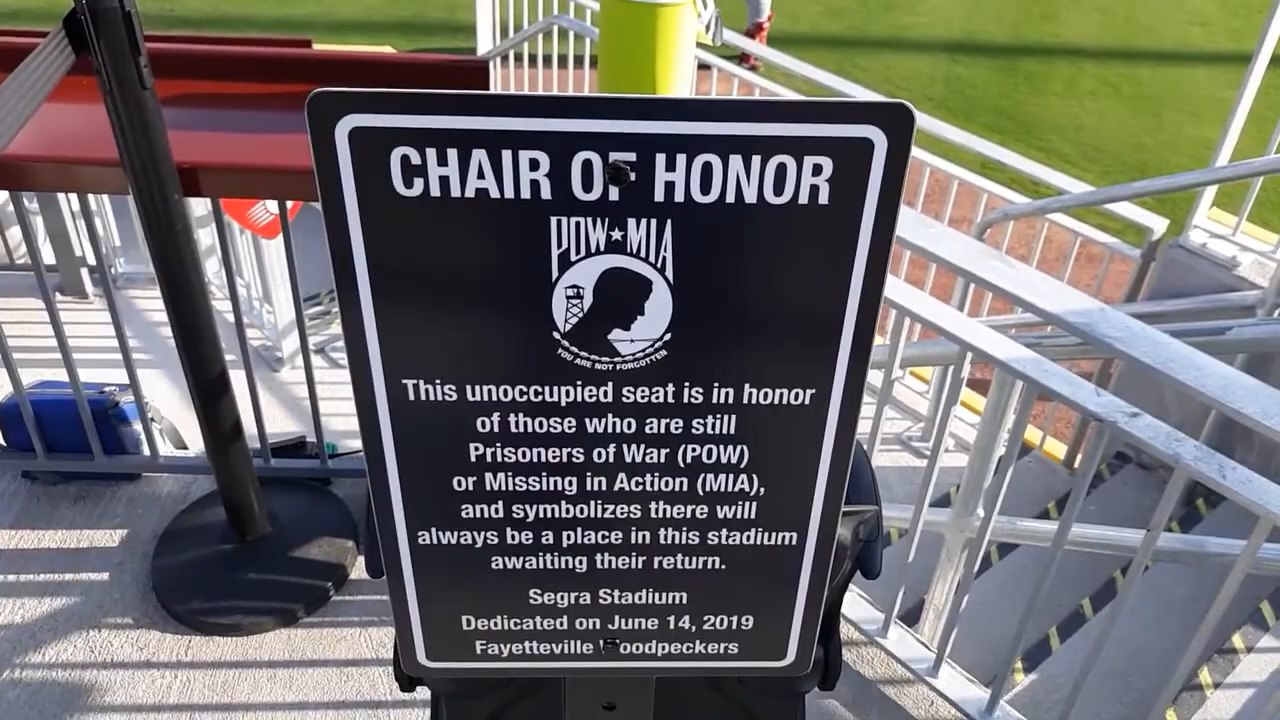 CHAIR OF HONOR
POW★MIA
YOU ARE NOT FORGOTTEN
This unoccupied seat is in honor
of those who are still
Prisoners of War (POW)
or Missing in Action (MIA),
and symbolizes there will
always be a place in this stadium
awaiting their return.
Segra Stadium
Dedicated on June 14, 2019
Fayetteville Woodpeckers